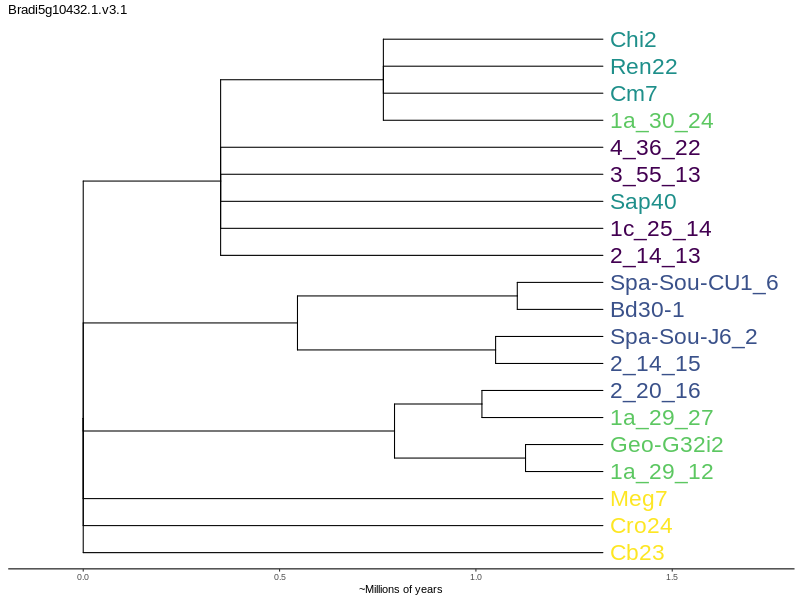 Bradi5g10432.1.v3.1
Chi2
Ren22
Cm7
1a_30_24
4_36_22
3_55_13
Sap40
1c_25_14
2_14_13
Spa-Sou-CU1_6
Bd30-1
Spa-Sou-J6_2
2_14_15
2_20_16
1a_29_27
Geo-G32i2
1a_29_12
Meg7
Cro24
Cb23
0.0 0.5 1.0 1.5
~Millions of years